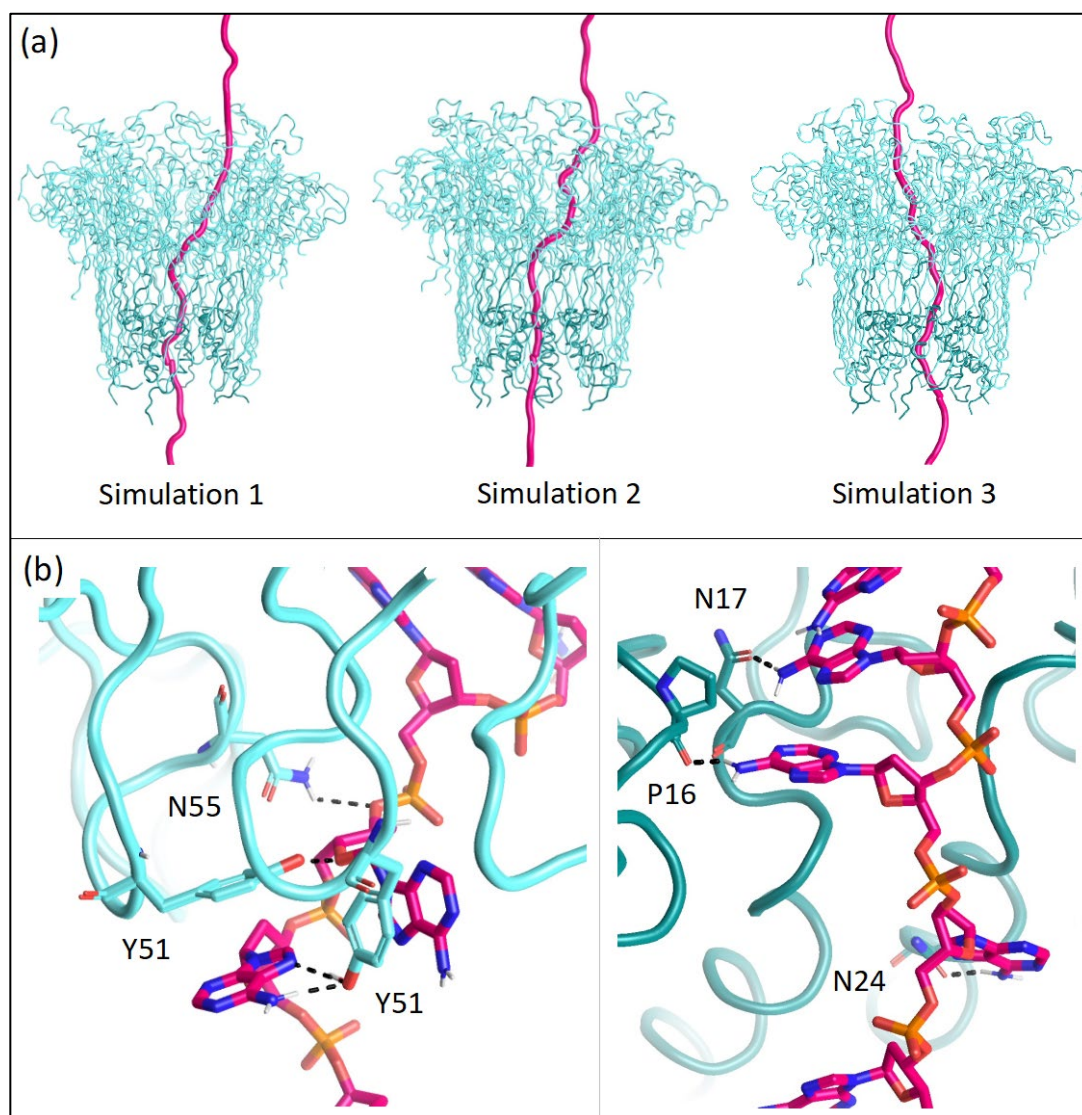 (a)
Simulation 1
Simulation 2
Simulation 3
(b)
N55
Y51
Y51
N17
P16
N24